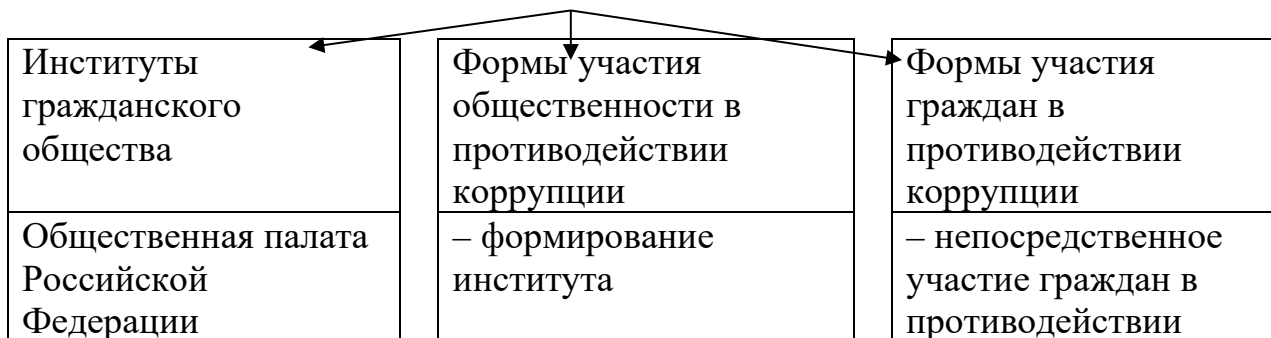 Институты
гражданского
общества
Общественная палата
Российской
Федерации
Формы участия
общественности в
противодействии
коррупции
– формирование
института
Формы участия
граждан в
противодействии
коррупции
– непосредственное
участие граждан в
противодействии